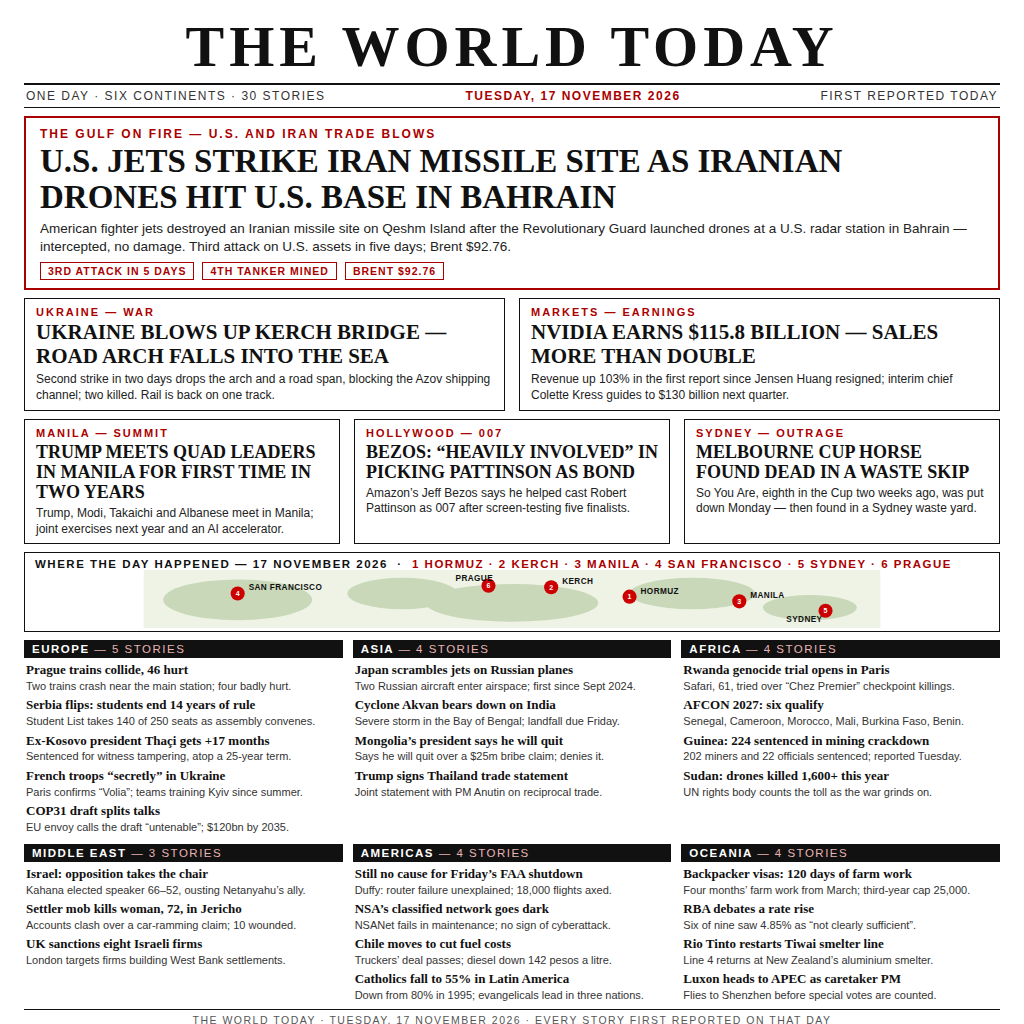 THE WORLD TODAY
ONE DAY · SIX CONTINENTS · 30 STORIES
TUESDAY, 17 NOVEMBER 2026
FIRST REPORTED TODAY
THE GULF ON FIRE — U.S. AND IRAN TRADE BLOWS
U.S. JETS STRIKE IRAN MISSILE SITE AS IRANIAN
DRONES HIT U.S. BASE IN BAHRAIN
American fighter jets destroyed an Iranian missile site on Qeshm Island after the Revolutionary Guard launched drones at a U.S. radar station in Bahrain —
intercepted, no damage. Third attack on U.S. assets in five days; Brent $92.76.
3RD ATTACK IN 5 DAYS
4TH TANKER MINED
BRENT $92.76
UKRAINE — WAR
UKRAINE BLOWS UP KERCH BRIDGE —
ROAD ARCH FALLS INTO THE SEA
Second strike in two days drops the arch and a road span, blocking the Azov shipping
channel; two killed. Rail is back on one track.
MARKETS — EARNINGS
NVIDIA EARNS $115.8 BILLION — SALES
MORE THAN DOUBLE
Revenue up 103% in the first report since Jensen Huang resigned; interim chief
Colette Kress guides to $130 billion next quarter.
MANILA — SUMMIT
TRUMP MEETS QUAD LEADERS
IN MANILA FOR FIRST TIME IN
TWO YEARS
Trump, Modi, Takaichi and Albanese meet in Manila;
joint exercises next year and an AI accelerator.
HOLLYWOOD — 007
BEZOS: “HEAVILY INVOLVED” IN
PICKING PATTINSON AS BOND
Amazon’s Jeff Bezos says he helped cast Robert
Pattinson as 007 after screen-testing five finalists.
SYDNEY — OUTRAGE
MELBOURNE CUP HORSE
FOUND DEAD IN A WASTE SKIP
So You Are, eighth in the Cup two weeks ago, was put
down Monday — then found in a Sydney waste yard.
WHERE THE DAY HAPPENED — 17 NOVEMBER 2026 · 1 HORMUZ · 2 KERCH · 3 MANILA · 4 SAN FRANCISCO · 5 SYDNEY · 6 PRAGUE
4 SAN FRANCISCO
PRAGUE 6
2 KERCH
1 HORMUZ
3 MANILA
5
SYDNEY
EUROPE — 5 STORIES
Prague trains collide, 46 hurt
Two trains crash near the main station; four badly hurt.
Serbia flips: students end 14 years of rule
Student List takes 140 of 250 seats as assembly convenes.
Ex-Kosovo president Thaçi gets +17 months
Sentenced for witness tampering, atop a 25-year term.
French troops “secretly” in Ukraine
Paris confirms “Volia”; teams training Kyiv since summer.
COP31 draft splits talks
EU envoy calls the draft “untenable”; $120bn by 2035.
ASIA — 4 STORIES
Japan scrambles jets on Russian planes
Two Russian aircraft enter airspace; first since Sept 2024.
Cyclone Akvan bears down on India
Severe storm in the Bay of Bengal; landfall due Friday.
Mongolia’s president says he will quit
Says he will quit over a $25m bribe claim; denies it.
Trump signs Thailand trade statement
Joint statement with PM Anutin on reciprocal trade.
AFRICA — 4 STORIES
Rwanda genocide trial opens in Paris
Safari, 61, tried over “Chez Premier” checkpoint killings.
AFCON 2027: six qualify
Senegal, Cameroon, Morocco, Mali, Burkina Faso, Benin.
Guinea: 224 sentenced in mining crackdown
202 miners and 22 officials sentenced; reported Tuesday.
Sudan: drones killed 1,600+ this year
UN rights body counts the toll as the war grinds on.
MIDDLE EAST — 3 STORIES
Israel: opposition takes the chair
Kahana elected speaker 66–52, ousting Netanyahu’s ally.
Settler mob kills woman, 72, in Jericho
Accounts clash over a car-ramming claim; 10 wounded.
UK sanctions eight Israeli firms
London targets firms building West Bank settlements.
AMERICAS — 4 STORIES
Still no cause for Friday’s FAA shutdown
Duffy: router failure unexplained; 18,000 flights axed.
NSA’s classified network goes dark
NSANet fails in maintenance; no sign of cyberattack.
Chile moves to cut fuel costs
Truckers’ deal passes; diesel down 142 pesos a litre.
Catholics fall to 55% in Latin America
Down from 80% in 1995; evangelicals lead in three nations.
OCEANIA — 4 STORIES
Backpacker visas: 120 days of farm work
Four months’ farm work from March; third-year cap 25,000.
RBA debates a rate rise
Six of nine saw 4.85% as “not clearly sufficient”.
Rio Tinto restarts Tiwai smelter line
Line 4 returns at New Zealand’s aluminium smelter.
Luxon heads to APEC as caretaker PM
Flies to Shenzhen before special votes are counted.
THE WORLD TODAY · TUESDAY, 17 NOVEMBER 2026 · EVERY STORY FIRST REPORTED ON THAT DAY